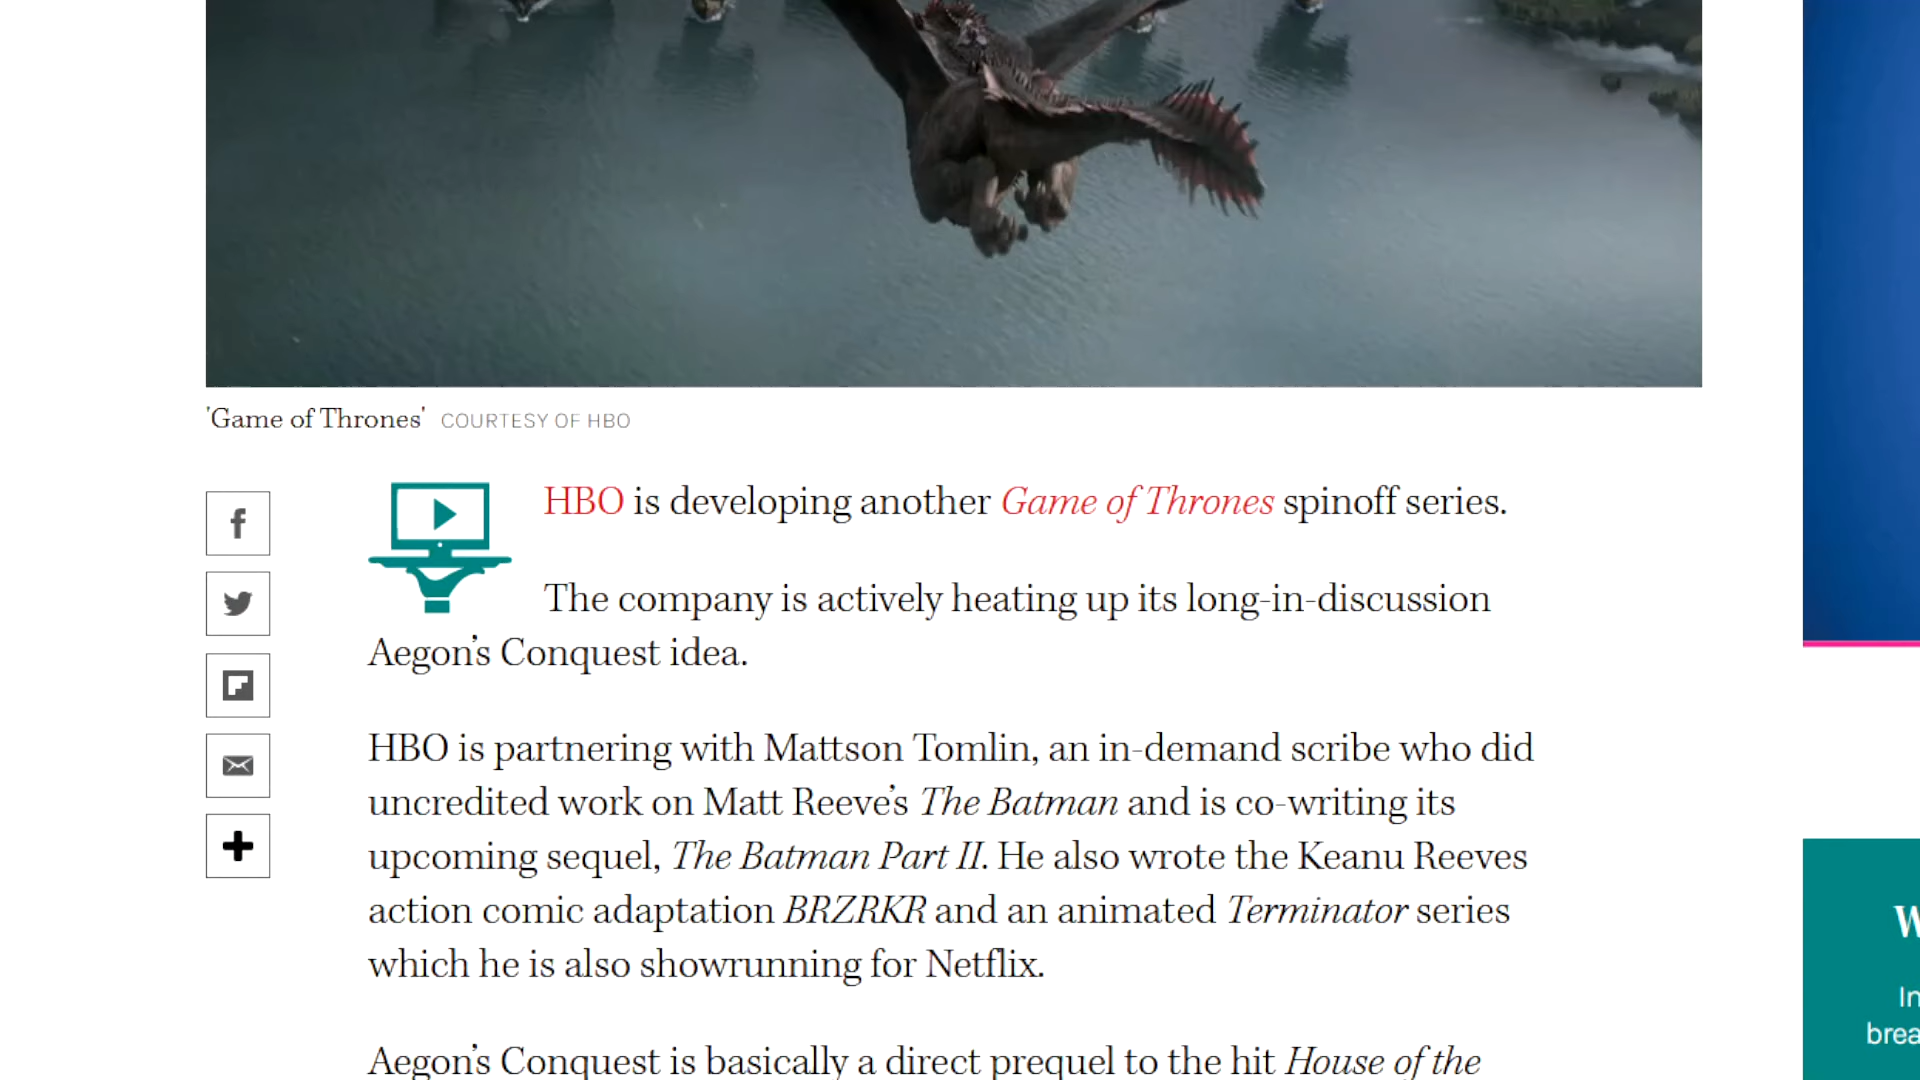 'Game of Thrones' COURTESY OF HBO
HBO is developing another Game of Thrones spinoff series.
The company is actively heating up its long-in-discussion
Aegon's Conquest idea.
HBO is partnering with Mattson Tomlin, an in-demand scribe who did
uncredited work on Matt Reeve's The Batman and is co-writing its
upcoming sequel, The Batman Part II. He also wrote the Keanu Reeves
action comic adaptation BRZRKR and an animated Terminator series
which he is also showrunning for Netflix.
Aegon's Conquest is basically a direct prequel to the hit House of the